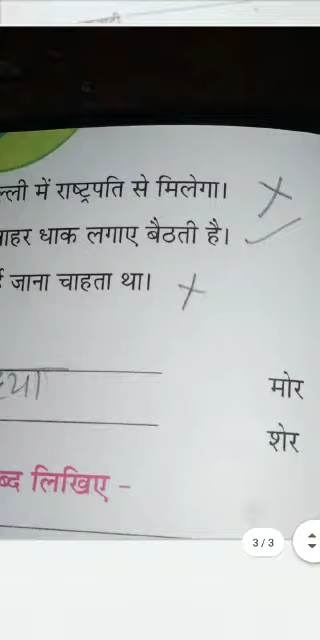 ल्ली में राष्ट्रपति से मिलेगा।
बाहर धाक लगाए बैठती है।
जाना चाहता था।
मोर
शेर
ब्द लिखिए -
3 / 3